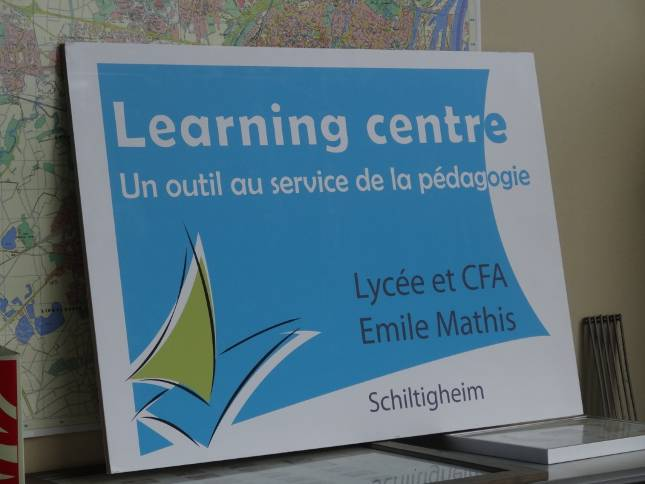 Learning centre
Un outil au service de la pédagogie
Lycée et CFA
Emile Mathis
Schiltigheim